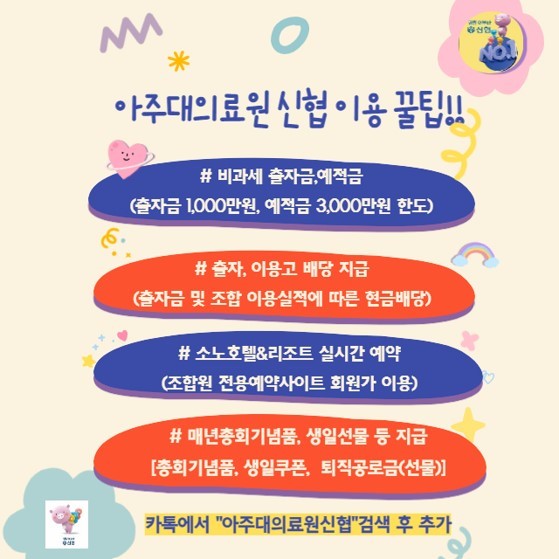 신협
NO.1
아주대의료원 신협 이용 꿀팁!!
# 비과세 출자금,예적금
(출자금 1,000만원, 예적금 3,000만원 한도)
# 출자, 이용고 배당 지급
(출자금 및 조합 이용실적에 따른 현금배당)
# 소노호텔&리조트 실시간 예약
(조합원 전용예약사이트 회원가 이용)
# 매년총회기념품, 생일선물 등 지급
[총회기념품, 생일쿠폰, 퇴직공로금(선물)]
카톡에서 "아주대의료원신협"검색 후 추가